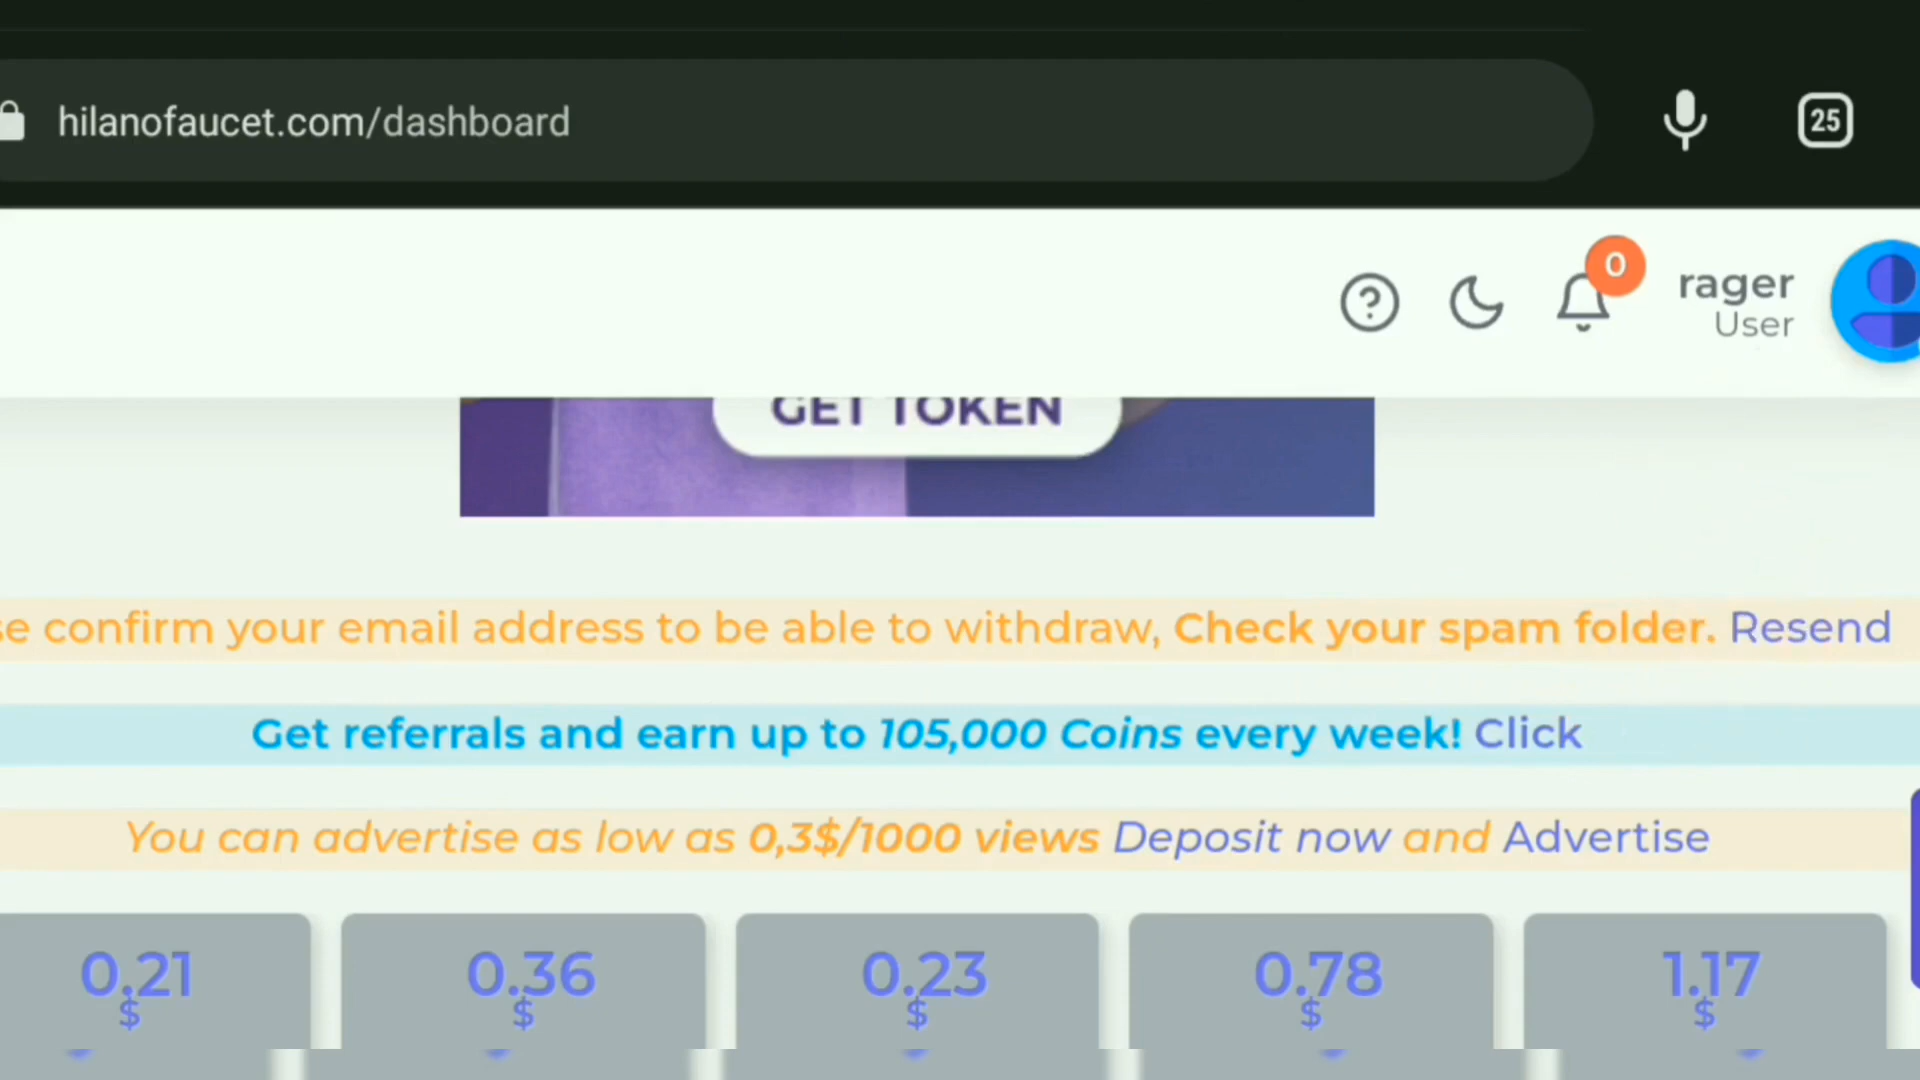 hilanofaucet.com/dashboard
25
0
rager
User
GET TOKEN
confirm your email address to be able to withdraw, Check your spam folder. Resend
Get referrals and earn up to 105,000 Coins every week! Click
You can advertise as low as 0,3$/1000 views Deposit now and Advertise
0.21 0.36 0.23 0.78 1.17
$ $ $ $ $